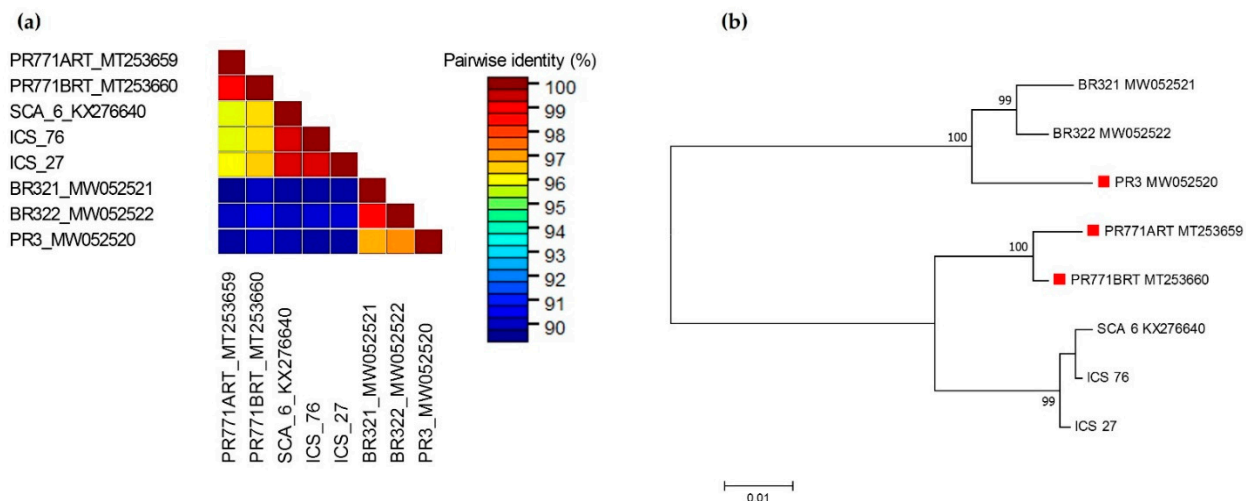 (a)
PR771ART_MT253659
PR771BRT_MT253660
SCA_6_KX276640
ICS_76
ICS_27
BR321_MW052521
BR322_MW052522
PR3_MW052520
PR771ART_MT253659
PR771BRT_MT253660
SCA_6_KX276640
ICS_76
ICS_27
BR321_MW052521
BR322_MW052522
PR3_MW052520
Pairwise identity (%)
100
99
98
97
96
95
94
93
92
91
90
(b)
BR321 MW052521
99
BR322 MW052522
100
PR3 MW052520
PR771ART MT253659
100
PR771BRT MT253660
SCA 6 KX276640
ICS 76
99
ICS 27
0.01